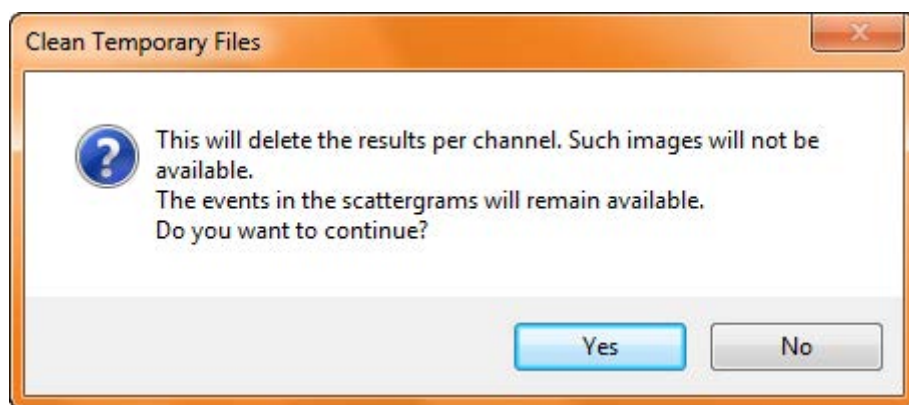 Clean Temporary Files
This will delete the results per channel. Such images will not be
available.
The events in the scattergrams will remain available.
Do you want to continue?
Yes
No